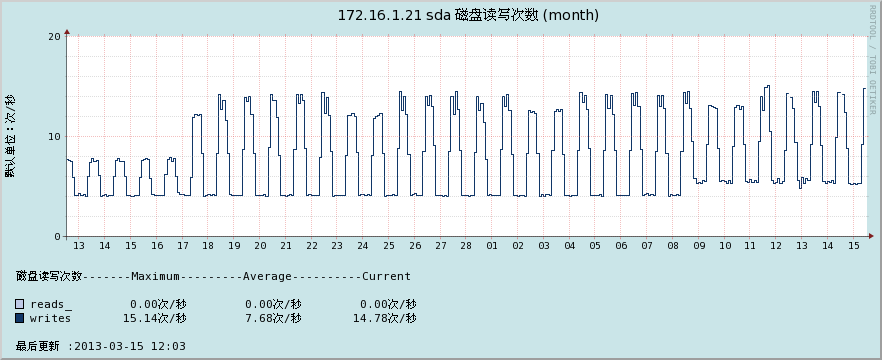 172.16.1.21 sda 磁盘读写次数 (month)
RRDTOOL / TOBI OETIKER
默认单位：次/秒
20
10
0
13 14 15 16 17 18 19 20 21 22 23 24 25 26 27 28 01 02 03 04 05 06 07 08 09 10 11 12 13 14 15
磁盘读写次数-------Maximum---------Average----------Current
reads_ 0.00次/秒 0.00次/秒 0.00次/秒
writes 15.14次/秒 7.68次/秒 14.78次/秒
最后更新 :2013-03-15 12:03